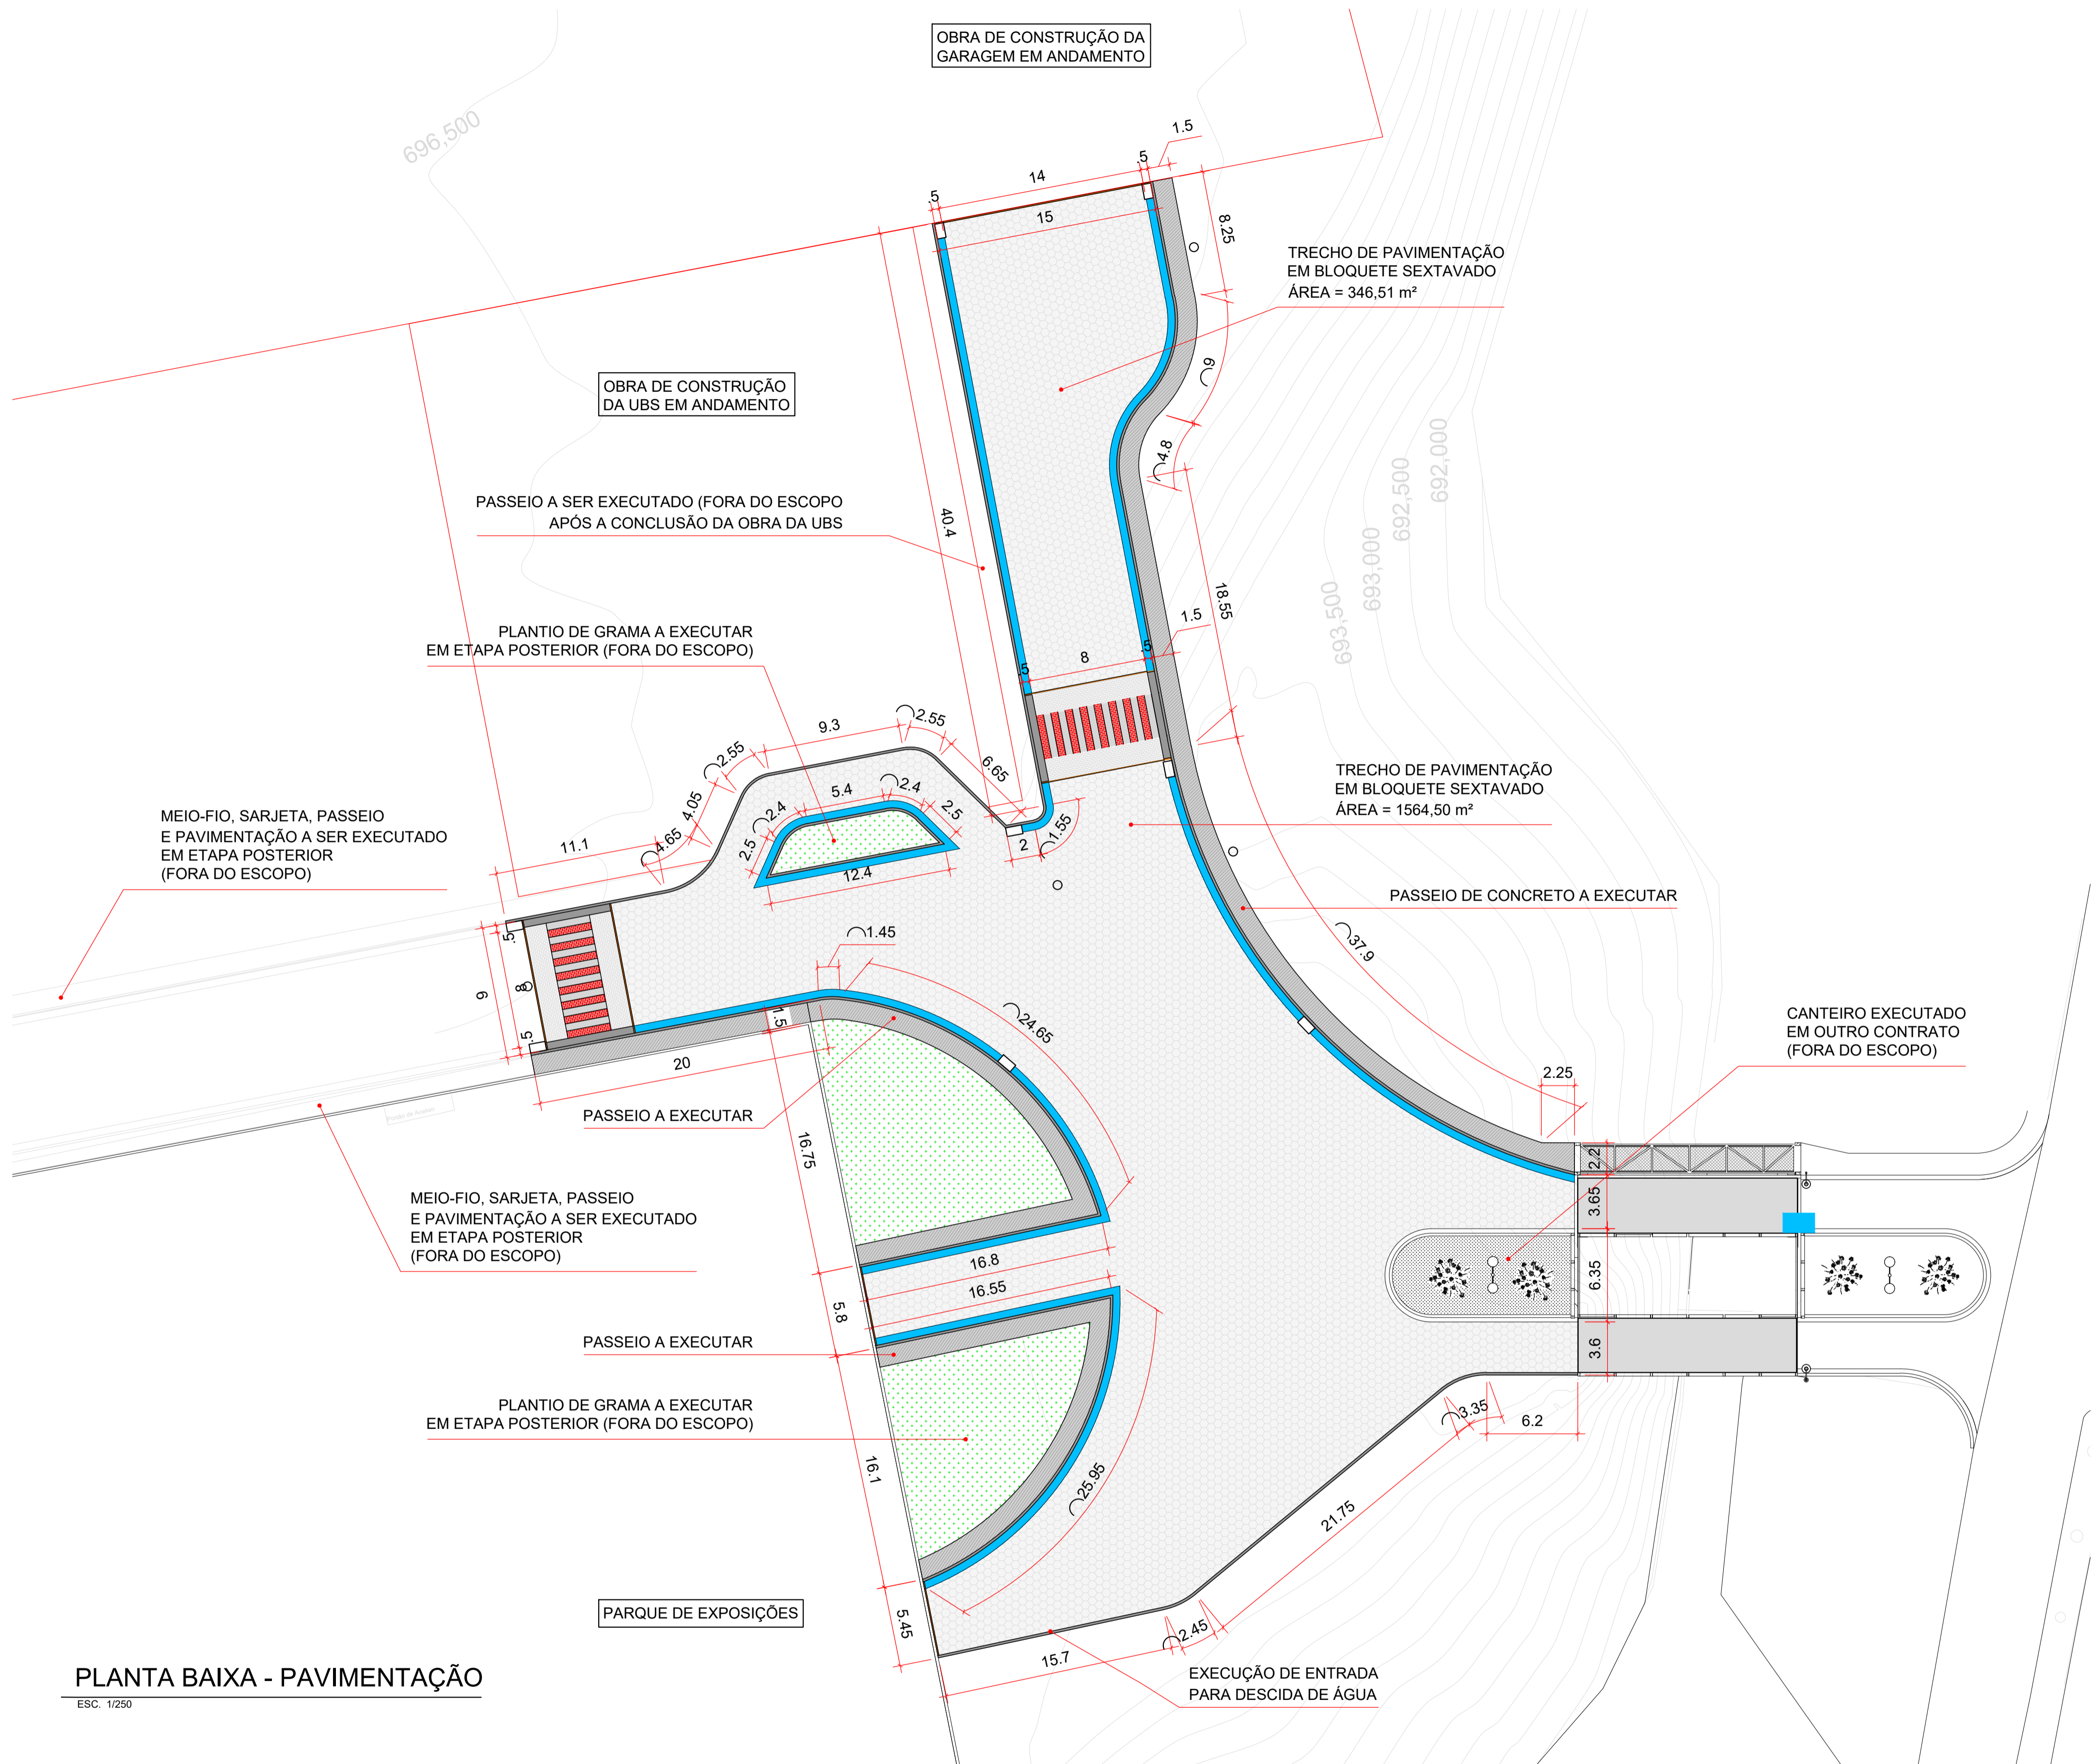 OBRA DE CONSTRUÇÃO DA
GARAGEM EM ANDAMENTO
696,500
1.5
.5
14
.5
15
8.25
TRECHO DE PAVIMENTAÇÃO
EM BLOQUETE SEXTAVADO
ÁREA = 346,51 m²
9
OBRA DE CONSTRUÇÃO
DA UBS EM ANDAMENTO
4.8
692,000
692,500
693,000
693,500
PASSEIO A SER EXECUTADO (FORA DO ESCOPO
APÓS A CONCLUSÃO DA OBRA DA UBS
40.4
18.55
1.5
.5
8
.5
PLANTIO DE GRAMA A EXECUTAR
EM ETAPA POSTERIOR (FORA DO ESCOPO)
9.3
2.55
2.55
6.65
4.05
5.4
2.4
2.4
2.5
2.5
12.4
4.65
11.1
2
1.55
TRECHO DE PAVIMENTAÇÃO
EM BLOQUETE SEXTAVADO
ÁREA = 1564,50 m²
MEIO-FIO, SARJETA, PASSEIO
E PAVIMENTAÇÃO A SER EXECUTADO
EM ETAPA POSTERIOR
(FORA DO ESCOPO)
PASSEIO DE CONCRETO A EXECUTAR
37.9
1.45
.5
8
9
.5
1.5
24.65
20
CANTEIRO EXECUTADO
EM OUTRO CONTRATO
(FORA DO ESCOPO)
2.25
Portão de Acesso
PASSEIO A EXECUTAR
16.75
2.2
3.65
6.35
3.6
MEIO-FIO, SARJETA, PASSEIO
E PAVIMENTAÇÃO A SER EXECUTADO
EM ETAPA POSTERIOR
(FORA DO ESCOPO)
16.8
16.55
5.8
PASSEIO A EXECUTAR
PLANTIO DE GRAMA A EXECUTAR
EM ETAPA POSTERIOR (FORA DO ESCOPO)
3.35
6.2
16.1
25.95
21.75
PARQUE DE EXPOSIÇÕES
5.45
2.45
15.7
EXECUÇÃO DE ENTRADA
PARA DESCIDA DE ÁGUA
PLANTA BAIXA - PAVIMENTAÇÃO
ESC. 1/250